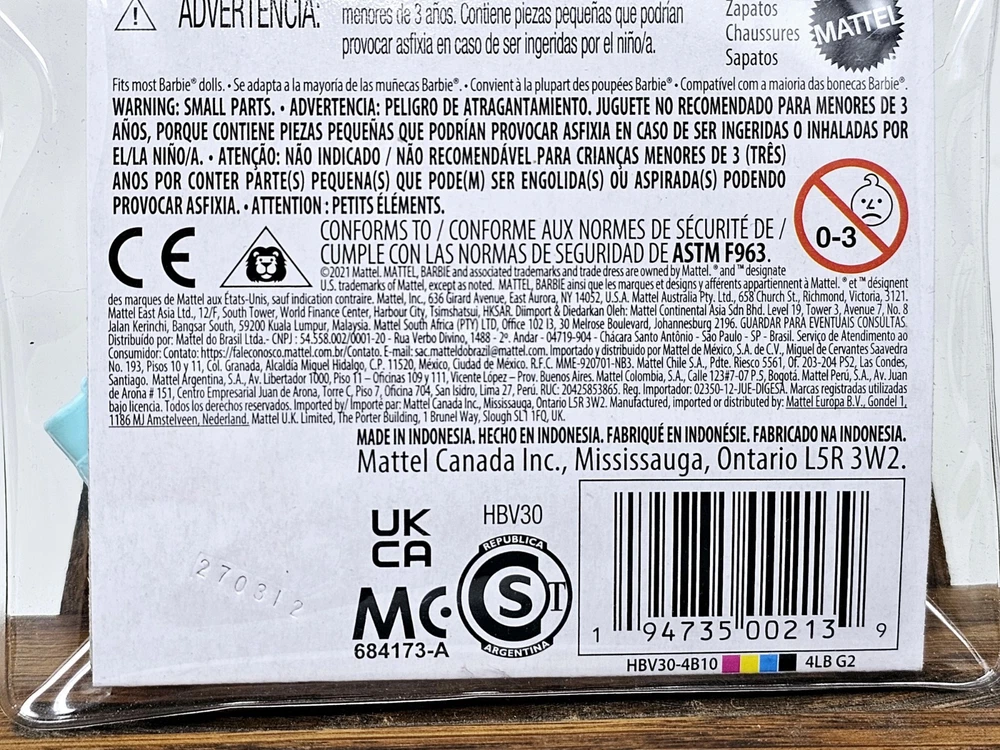 ADVERTENCIA:
menores de 3 años. Contiene piezas pequeñas que podrían
provocar asfixia en caso de ser ingeridas por el niño/a.
Zapatos
Chaussures
Sapatos
MATTEL
Fits most Barbie® dolls. • Se adapta a la mayoría de las muñecas Barbie®. • Convient à la plupart des poupées Barbie® • Compatível com a maioria das bonecas Barbie®.
WARNING: SMALL PARTS. • ADVERTENCIA: PELIGRO DE ATRAGANTAMIENTO. JUGUETE NO RECOMENDADO PARA MENORES DE 3
AÑOS, PORQUE CONTIENE PIEZAS PEQUEÑAS QUE PODRÍAN PROVOCAR ASFIXIA EN CASO DE SER INGERIDAS O INHALADAS POR
EL/LA NIÑO/A. • ATENÇÃO: NÃO INDICADO / NÃO RECOMENDÁVEL PARA CRIANÇAS MENORES DE 3 (TRÊS)
ANOS POR CONTER PARTE(S) PEQUENA(S) QUE PODE(M) SER ENGOLIDA(S) OU ASPIRADA(S) PODENDO
PROVOCAR ASFIXIA. • ATTENTION : PETITS ÉLÉMENTS.
0-3
CE
CONFORMS TO / CONFORME AUX NORMES DE SÉCURITÉ DE /
CUMPLE CON LAS NORMAS DE SEGURIDAD DE ASTM F963.
©2021 Mattel. MATTEL, BARBIE and associated trademarks and trade dress are owned by Mattel. ® and ™ designate
U.S. trademarks of Mattel, except as noted. MATTEL, BARBIE ainsi que les marques et designs y afférents appartiennent à Mattel. ® et ™ désignent
des marques de Mattel aux États-Unis, sauf indication contraire. Mattel, Inc., 636 Girard Avenue, East Aurora, NY 14052, U.S.A. Mattel Australia Pty. Ltd., 658 Church St., Richmond, Victoria, 3121.
Mattel East Asia Ltd., 12/F, South Tower, World Finance Center, Harbour City, Tsimshatsui, HKSAR. Diimport & Diedarkan Oleh: Mattel Continental Asia Sdn Bhd. Level 19, Tower 3, Avenue 7, No. 8
Jalan Kerinchi, Bangsar South, 59200 Kuala Lumpur, Malaysia. Mattel South Africa (PTY) LTD, Office 102 I3, 30 Melrose Boulevard, Johannesburg 2196. GUARDAR PARA EVENTUAIS CONSULTAS.
Distribuido por: Mattel do Brasil Ltda.- CNPJ : 54.558.002/0001-20 - Rua Verbo Divino, 1488 - 2º. Andar - 04719-904 - Chácara Santo Antônio - São Paulo - SP - Brasil. Serviço de Atendimento ao
Consumidor: Contato: https://faleconosco.mattel.com.br/Contato. E-mail: sac.matteldobrazil@mattel.com. Importado y distribuido por Mattel de México, S.A. de C.V., Miguel de Cervantes Saavedra
No. 193, Pisos 10 y 11, Col. Granada, Alcaldía Miguel Hidalgo, C.P. 11520, México, Ciudad de México. R.F.C. MME-920701-NB3. Mattel Chile S.A., Pdte. Riesco 5561, Of. 203-204 P52, Las Condes,
Santiago. Mattel Argentina, S.A., Av. Libertador 1000, Piso 11 – Oficinas 109 y 111, Vicente López – Prov. Buenos Aires. Mattel Colombia, S.A., Calle 123#7-07 P.5, Bogotá. Mattel Perú, S.A., Av. Juan
de Arona # 151, Centro Empresarial Juan de Arona, Torre C, Piso 7, Oficina 704, San Isidro, Lima 27, Perú. RUC: 20425853865. Reg. Importador: 02350-12-JUE-DIGESA. Marcas registradas utilizadas
bajo licencia. Todos los derechos reservados. Imported by/ Importé par: Mattel Canada Inc., Mississauga, Ontario L5R 3W2. Manufactured, imported or distributed by: Mattel Europa B.V., Gondel 1,
1186 MJ Amstelveen, Nederland. Mattel U.K. Limited, The Porter Building, 1 Brunel Way, Slough SL1 1FQ, UK.
MADE IN INDONESIA. HECHO EN INDONESIA. FABRIQUÉ EN INDONÉSIE. FABRICADO NA INDONESIA.
Mattel Canada Inc., Mississauga, Ontario L5R 3W2.
270312
UK
CA
MC
684173-A
HBV30
REPUBLICA
CST
ARGENTINA
1 94735 00213 9
HBV30-4B10
4LB G2